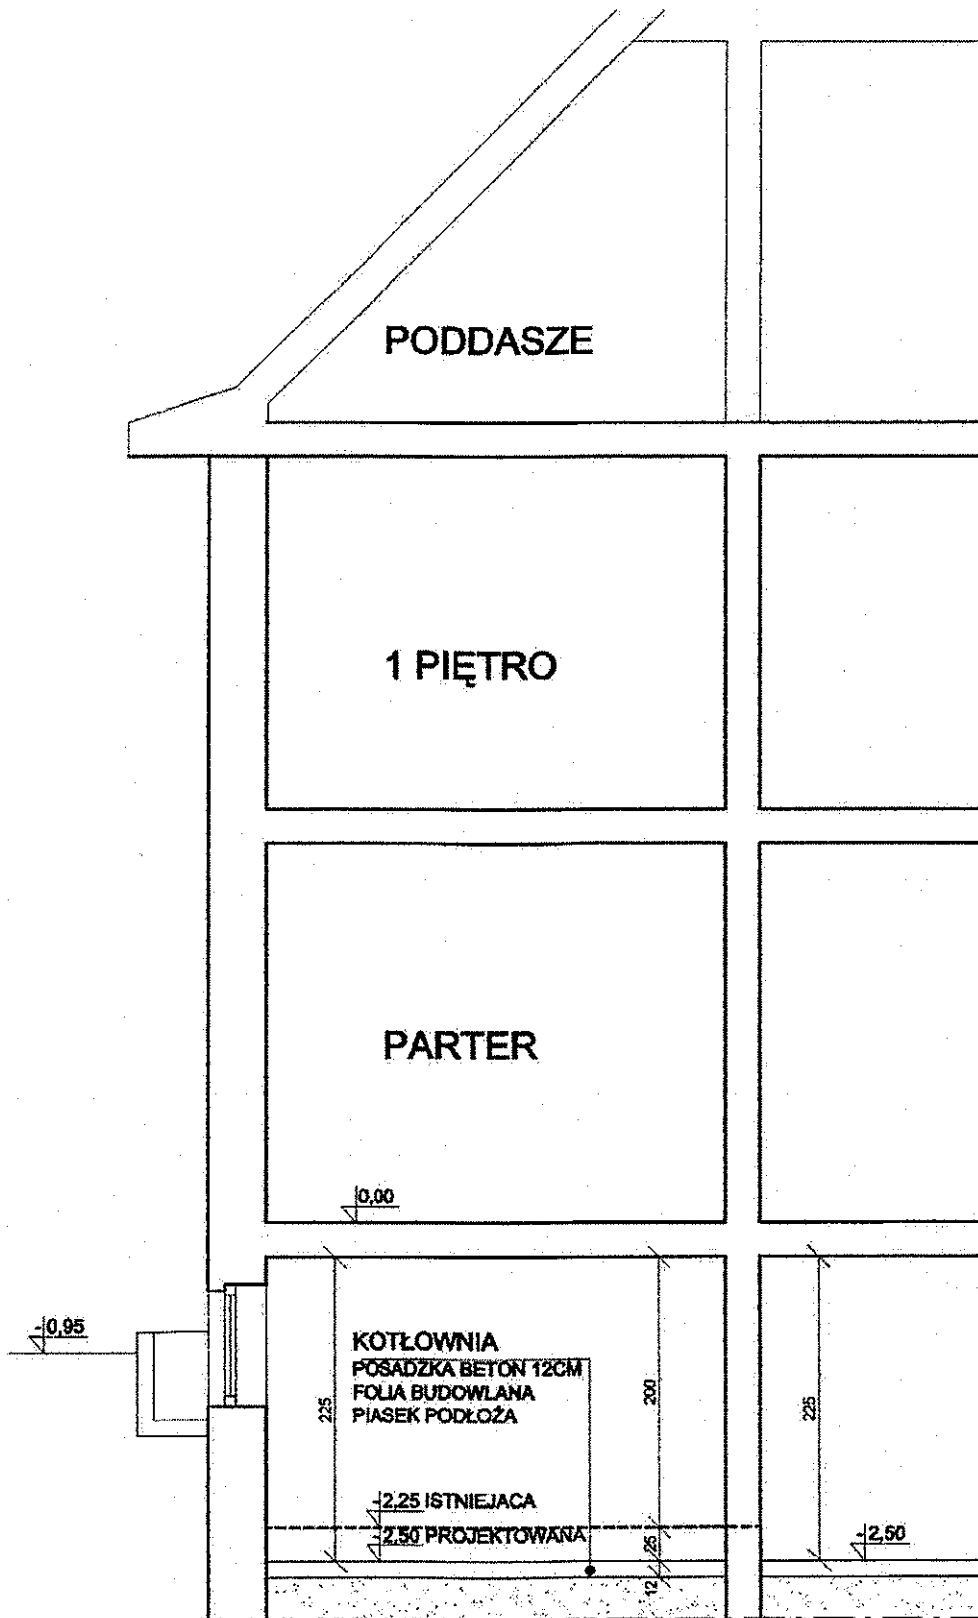 PODDASZE
1 PIĘTRO
PARTER
0,00
-0,95
KOTŁOWNIA
POSADZKA BETON 12CM
FOLIA BUDOWLANA
PIASEK PODŁOŻA
225
200
225
-2,25 ISTNIEJACA
-2,50 PROJEKTOWANA
25
-2,50
12